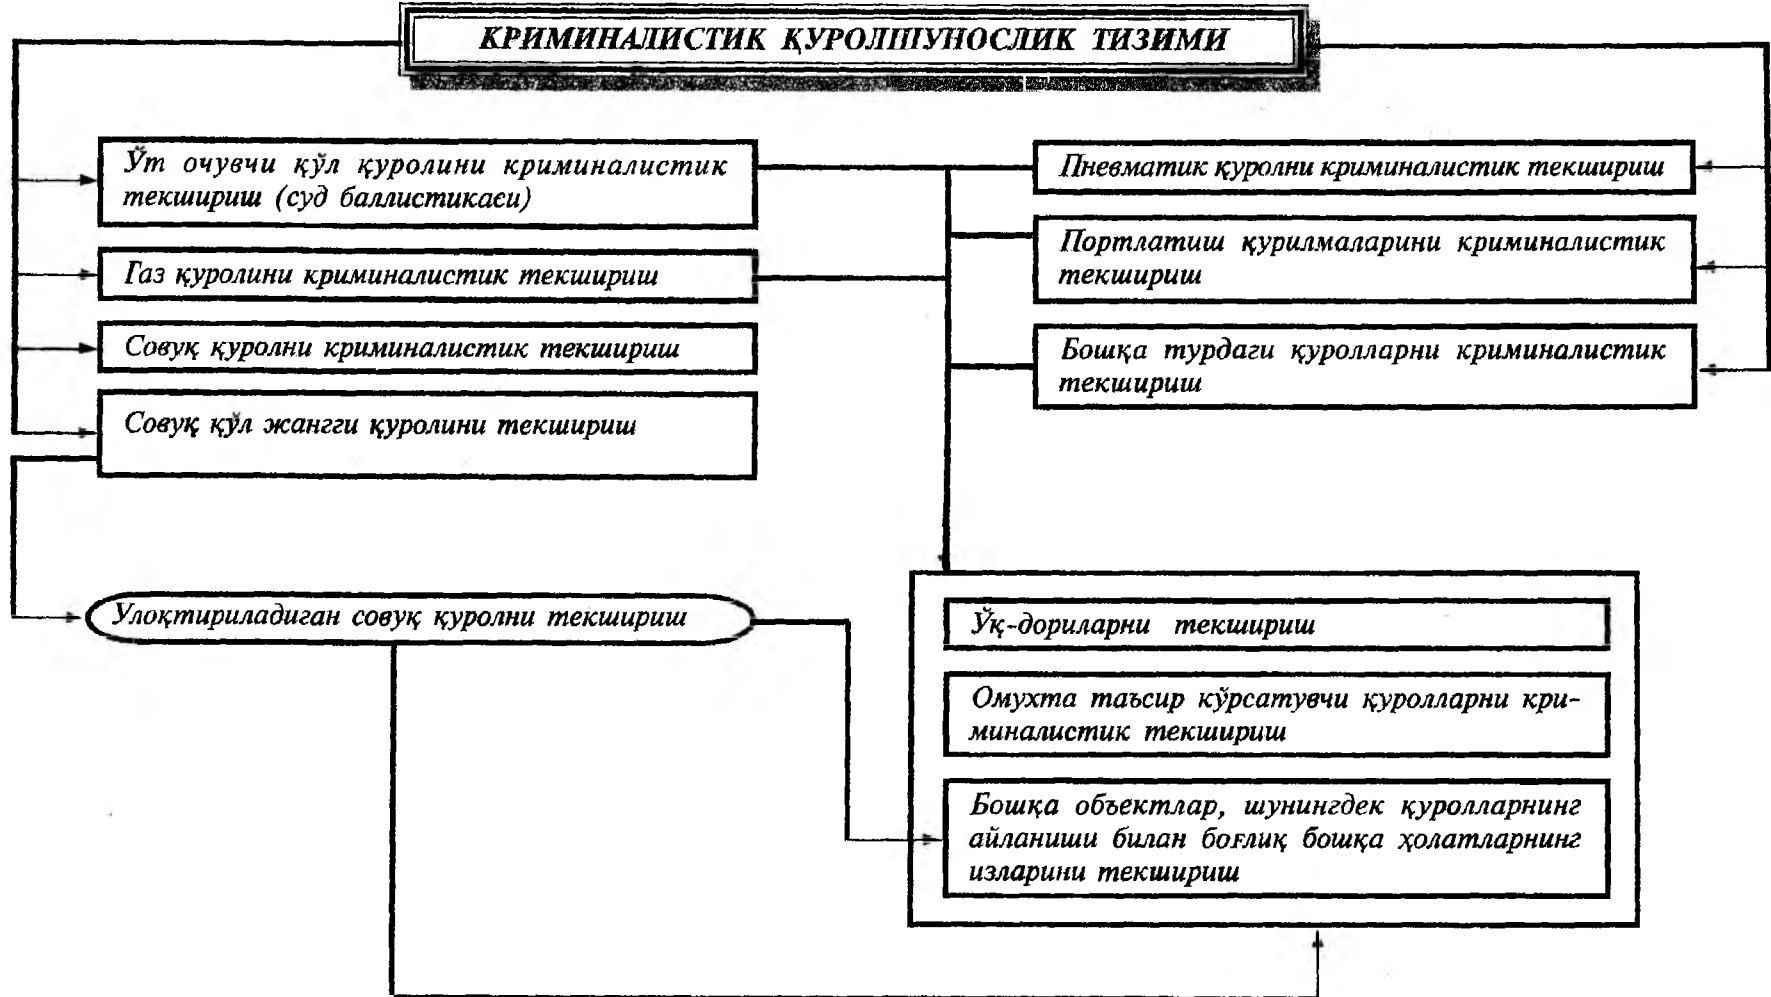 КРИМИНАЛИСТИК ҚУРОЛШУНОСЛИК ТИЗИМИ
Ўт очувчи қўл қуролини криминалистик
текшириш (суд баллистикаси)
Газ қуролини криминалистик текшириш
Совуқ қуролни криминалистик текшириш
Совуқ қўл жангги қуролини текшириш
Пневматик қуролни криминалистик текшириш
Портлатиш қурилмаларини криминалистик
текшириш
Бошқа турдаги қуролларни криминалистик
текшириш
Улоқтириладиган совуқ қуролни текшириш
Ўқ-дориларни текшириш
Омухта таъсир кўрсатувчи қуролларни кри-
миналистик текшириш
Бошқа объектлар, шунингдек қуролларнинг
айланиши билан боғлиқ бошқа ҳолатларнинг
изларини текшириш